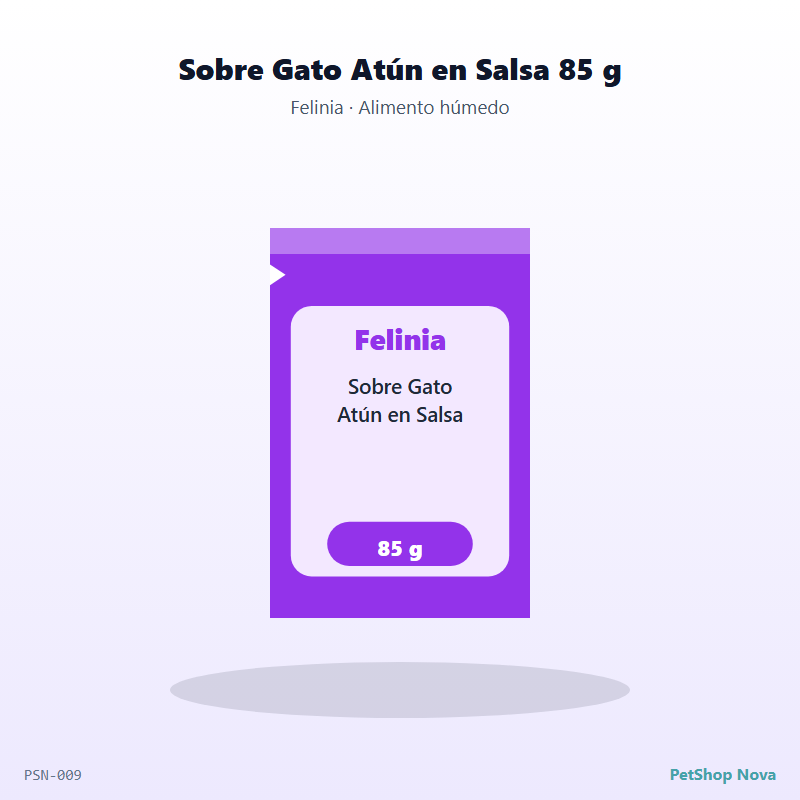 Sobre Gato Atún en Salsa 85 g
Felinia · Alimento húmedo
Felinia
Sobre Gato
Atún en Salsa
85 g
PSN-009
PetShop Nova